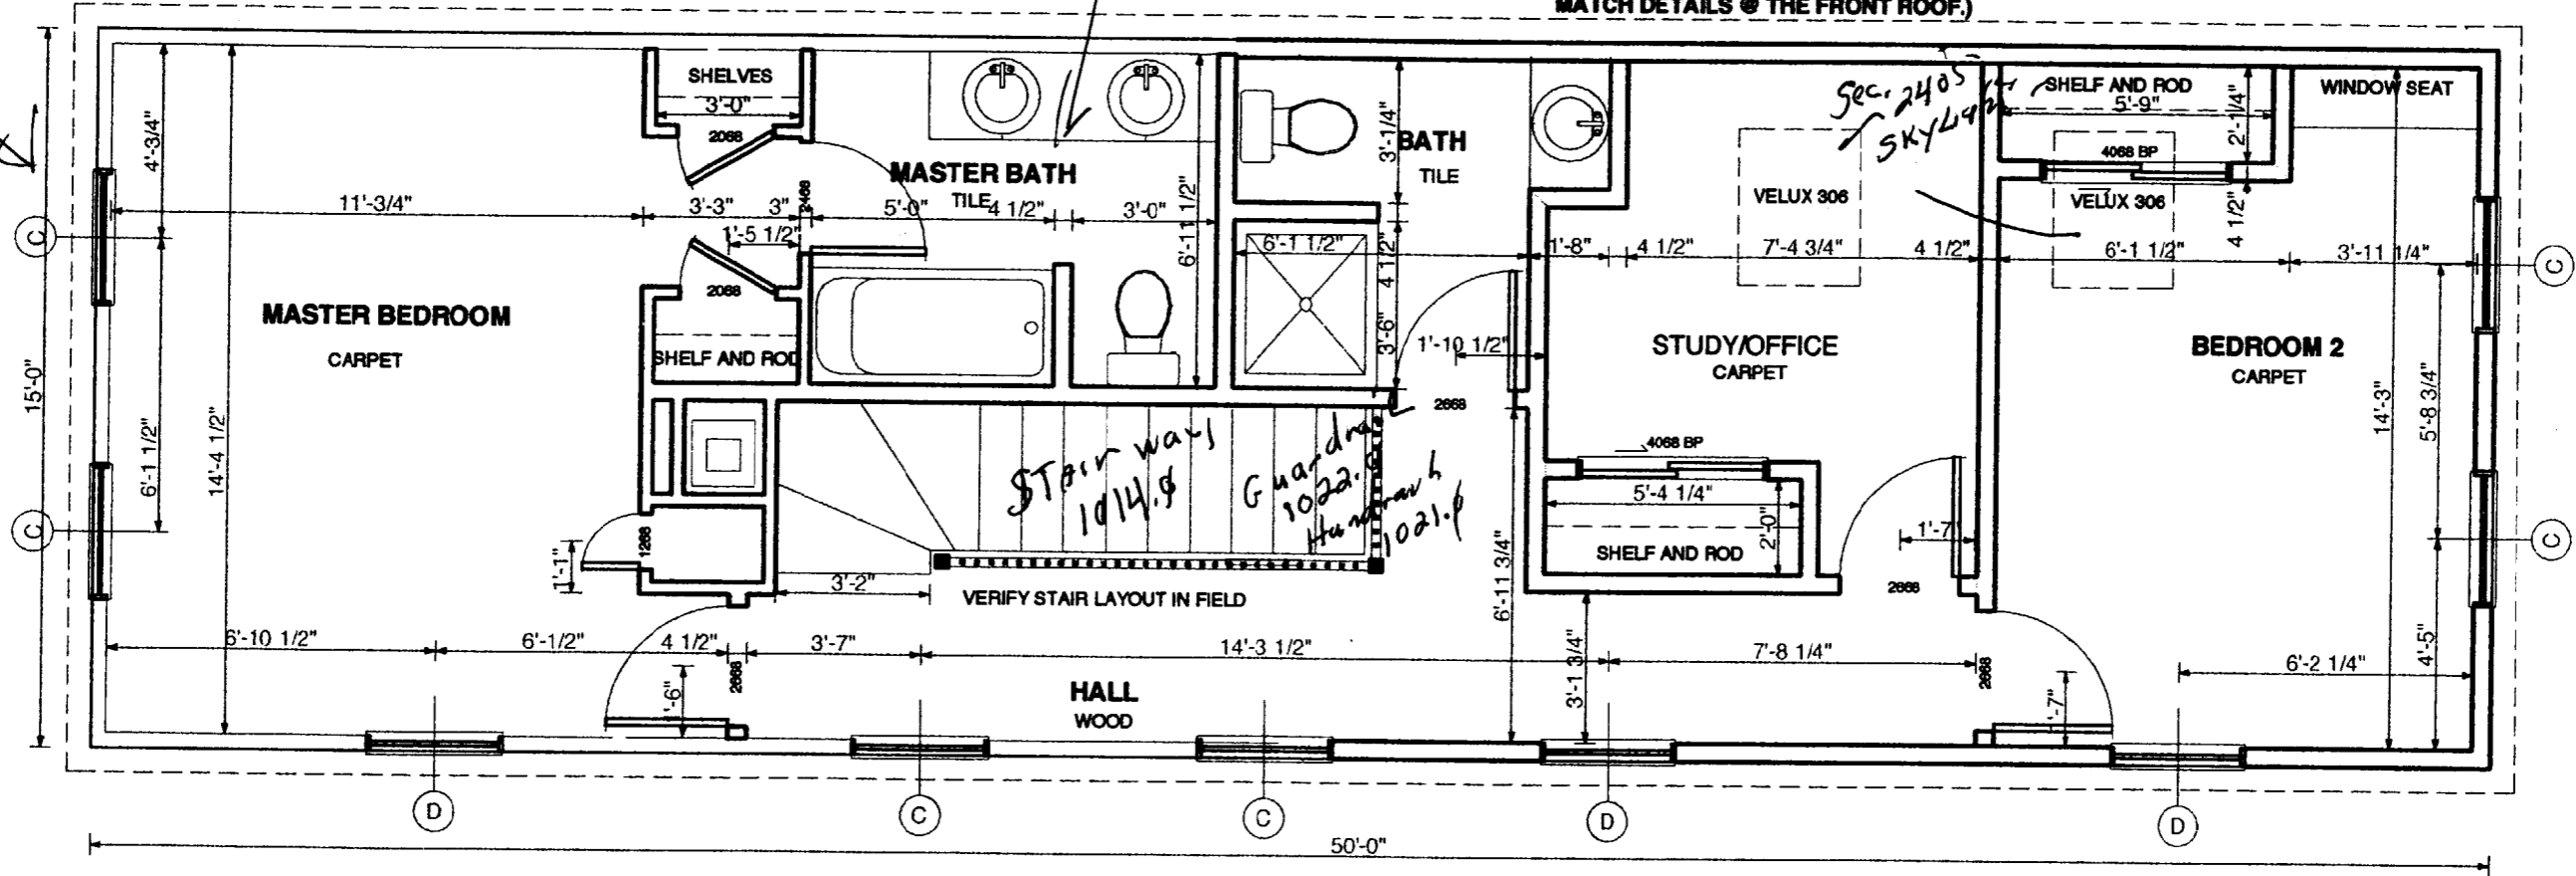 MATCH DETAILS @ THE FRONT ROOF.)
SHELVES
3'-0"
2068
4'-3/4"
MASTER BATH
TILE
3'-1/4"
BATH
TILE
Sec. 2405
SKYLight
SHELF AND ROD
5'-9"
2'-1/4"
WINDOW SEAT
4068 BP
VELUX 306
VELUX 306
11'-3/4"
3'-3"
3"
2468
5'-0"
4 1/2"
3'-0"
6'-11 1/2"
1'-5 1/2"
6'-1 1/2"
4 1/2"
1'-8"
4 1/2"
7'-4 3/4"
4 1/2"
6'-1 1/2"
4 1/2"
3'-11 1/4"
C
C
2068
MASTER BEDROOM
CARPET
SHELF AND ROD
3'-6"
1'-10 1/2"
STUDY/OFFICE
CARPET
BEDROOM 2
CARPET
15'-0"
14'-4 1/2"
6'-1 1/2"
2668
14'-3"
5'-8 3/4"
STair ways
1014.0
Guardra
1022.0
1021.0
4068 BP
5'-4 1/4"
2'-0"
SHELF AND ROD
1'-7"
C
C
1268
1'-1"
3'-2"
VERIFY STAIR LAYOUT IN FIELD
6'-11 3/4"
2668
6'-10 1/2"
6'-1/2"
4 1/2"
3'-7"
14'-3 1/2"
3'-1 3/4"
7'-8 1/4"
6'-2 1/4"
4'-5"
2668
'-6"
HALL
WOOD
2668
'-7"
D
C
C
D
D
50'-0"